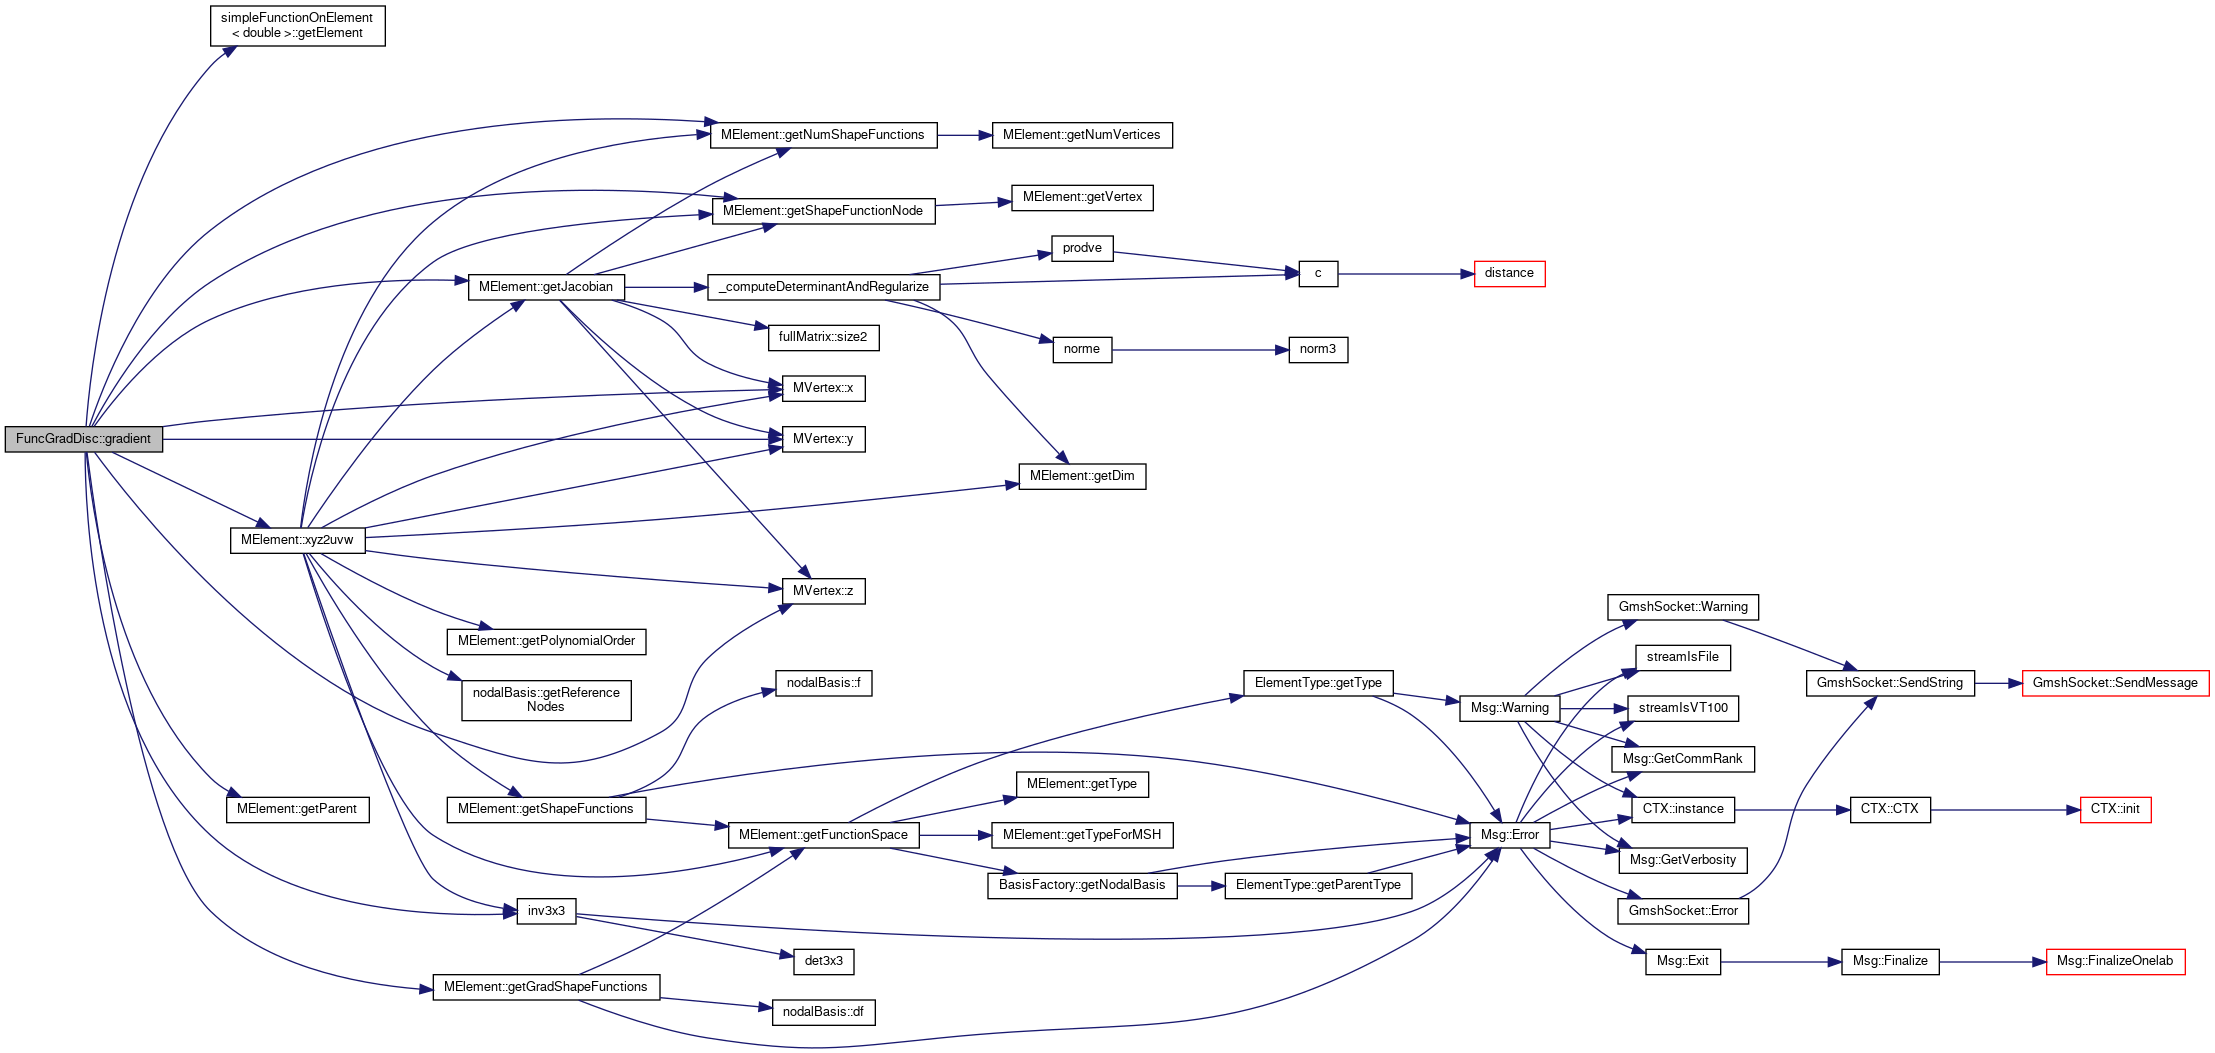 simpleFunctionOnElement
< double >::getElement
MElement::getNumShapeFunctions
MElement::getNumVertices
MElement::getShapeFunctionNode
MElement::getVertex
prodve
c
distance
MElement::getJacobian
_computeDeterminantAndRegularize
fullMatrix::size2
norme
norm3
MVertex::x
FuncGradDisc::gradient
MVertex::y
MElement::getDim
MElement::xyz2uvw
MVertex::z
MElement::getPolynomialOrder
nodalBasis::getReference
Nodes
nodalBasis::f
ElementType::getType
Msg::Warning
GmshSocket::Warning
streamIsFile
GmshSocket::SendString
GmshSocket::SendMessage
streamIsVT100
Msg::GetCommRank
MElement::getParent
MElement::getShapeFunctions
MElement::getType
MElement::getFunctionSpace
MElement::getTypeForMSH
Msg::Error
CTX::instance
CTX::CTX
CTX::init
Msg::GetVerbosity
BasisFactory::getNodalBasis
ElementType::getParentType
GmshSocket::Error
inv3x3
det3x3
Msg::Exit
Msg::Finalize
Msg::FinalizeOnelab
MElement::getGradShapeFunctions
nodalBasis::df